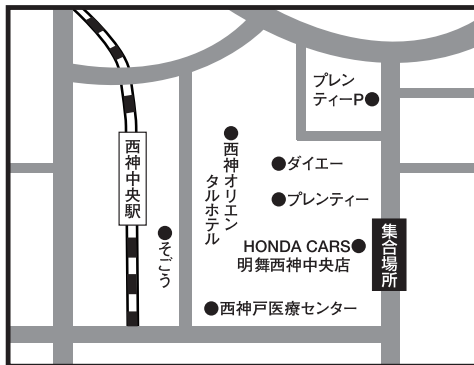 プレン
ティーP
西神中央駅
西神オリエン
タルホテル
ダイエー
プレンティー
そごう
HONDA CARS
明舞西神中央店
集合場所
西神戸医療センター